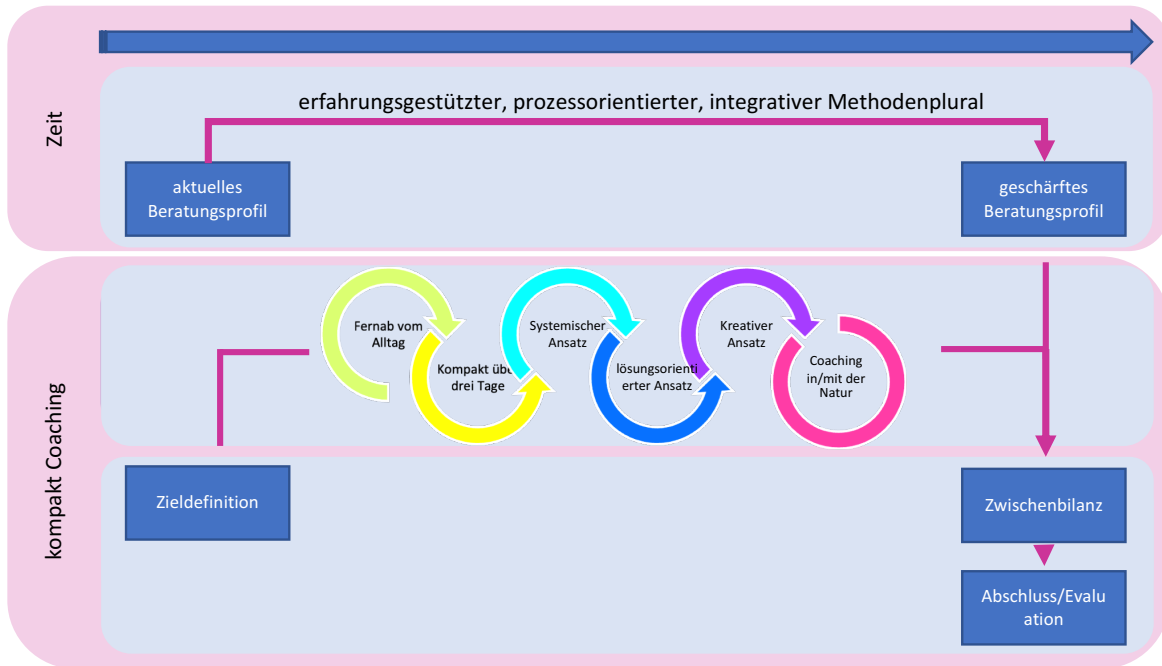 Zeit
erfahrungsgestützter, prozessorientierter, integrativer Methodenplural
aktuelles
Beratungsprofil
geschärftes
Beratungsprofil
kompakt Coaching
Fernab vom
Alltag
Kompakt übe
drei Tage
Systemischer
Ansatz
lösungsorienti
erter Ansatz
Kreativer
Ansatz
Coaching
in/mit der
Natur
Zieldefinition
Zwischenbilanz
Abschluss/Evalu
ation